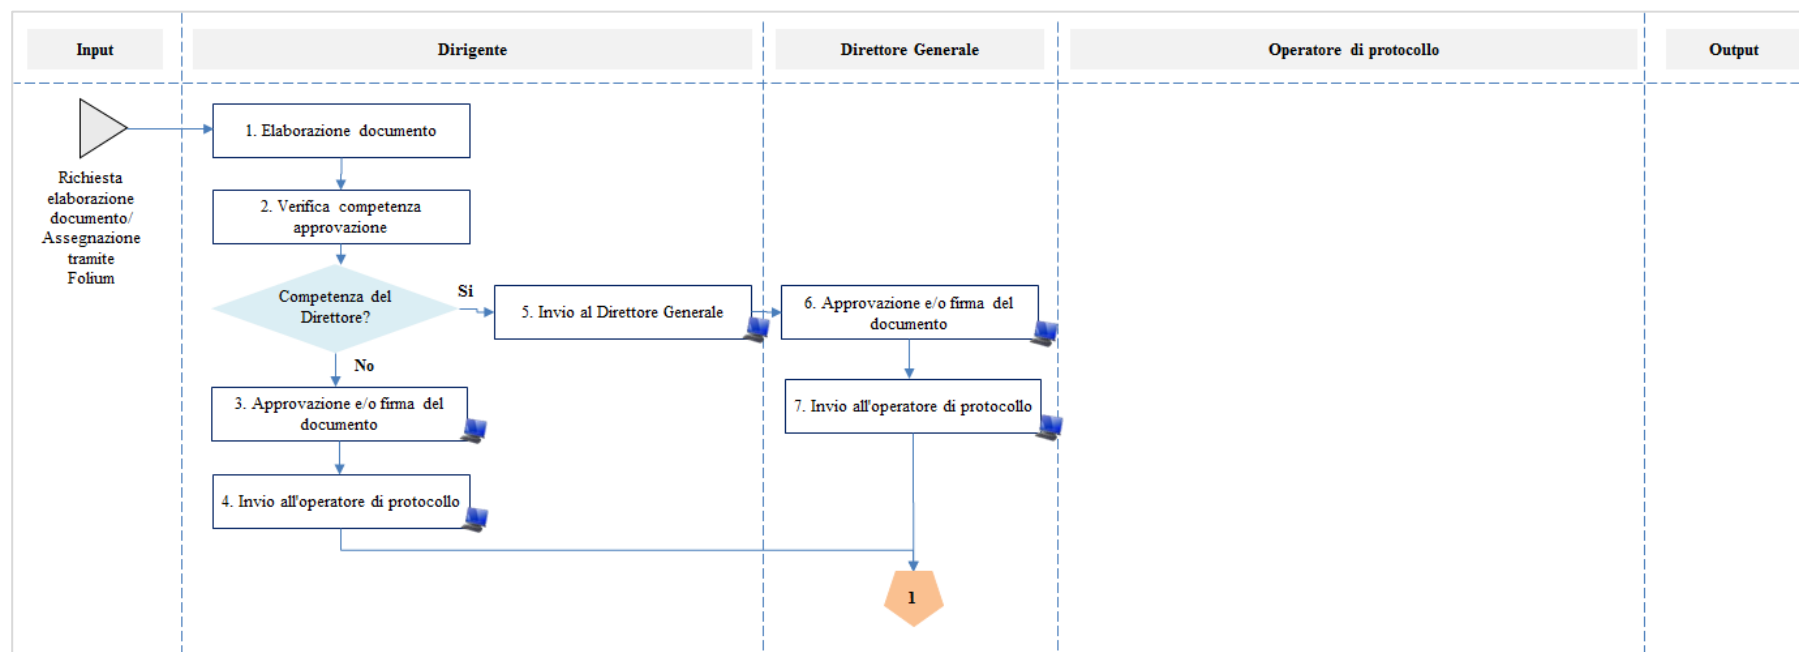 Input
Dirigente
Direttore Generale
Operatore di protocollo
Output
Richiesta
elaborazione
documento/
Assegnazione
tramite
Folium
1. Elaborazione documento
2. Verifica competenza
approvazione
Competenza del
Direttore?
Si
No
5. Invio al Direttore Generale
6. Approvazione e/o firma del
documento
3. Approvazione e/o firma del
documento
7. Invio all'operatore di protocollo
4. Invio all'operatore di protocollo
1